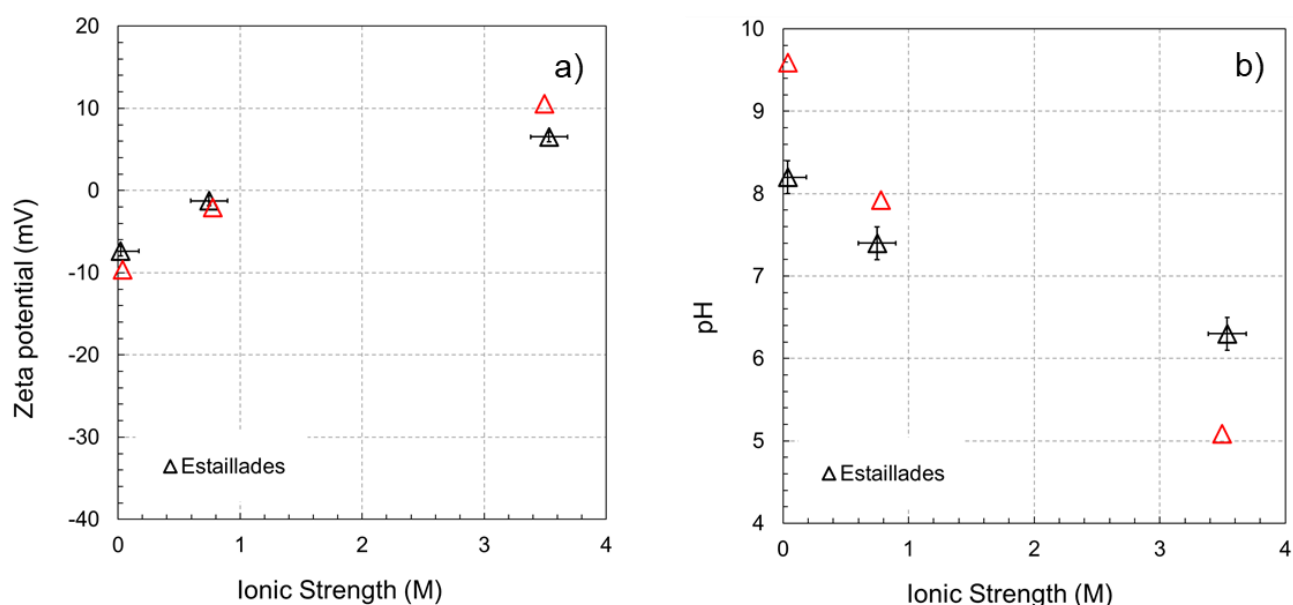 a)
Zeta potential (mV)
20
10
0
-10
-20
-30
-40
Estaillades
0 1 2 3 4
Ionic Strength (M)
b)
pH
10
9
8
7
6
5
4
Estaillades
0 1 2 3 4
Ionic Strength (M)